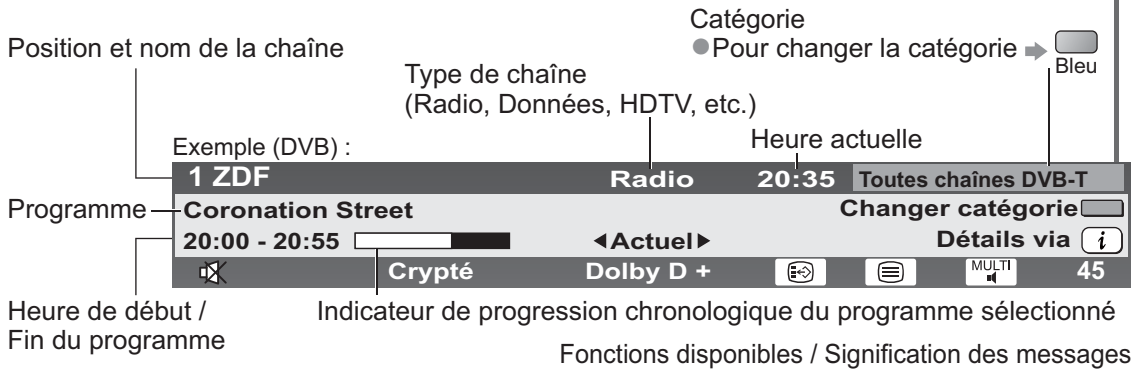 Catégorie
Position et nom de la chaîne
●Pour changer la catégorie
Bleu
Type de chaîne
(Radio, Données, HDTV, etc.)
Heure actuelle
Exemple (DVB) :
1 ZDF Radio 20:35 Toutes chaînes DVB-T
Programme Coronation Street Changer catégorie
20:00 - 20:55 ◄Actuel► Détails via i
Crypté Dolby D + MULTI 45
Heure de début /
Fin du programme
Indicateur de progression chronologique du programme sélectionné
Fonctions disponibles / Signification des messages